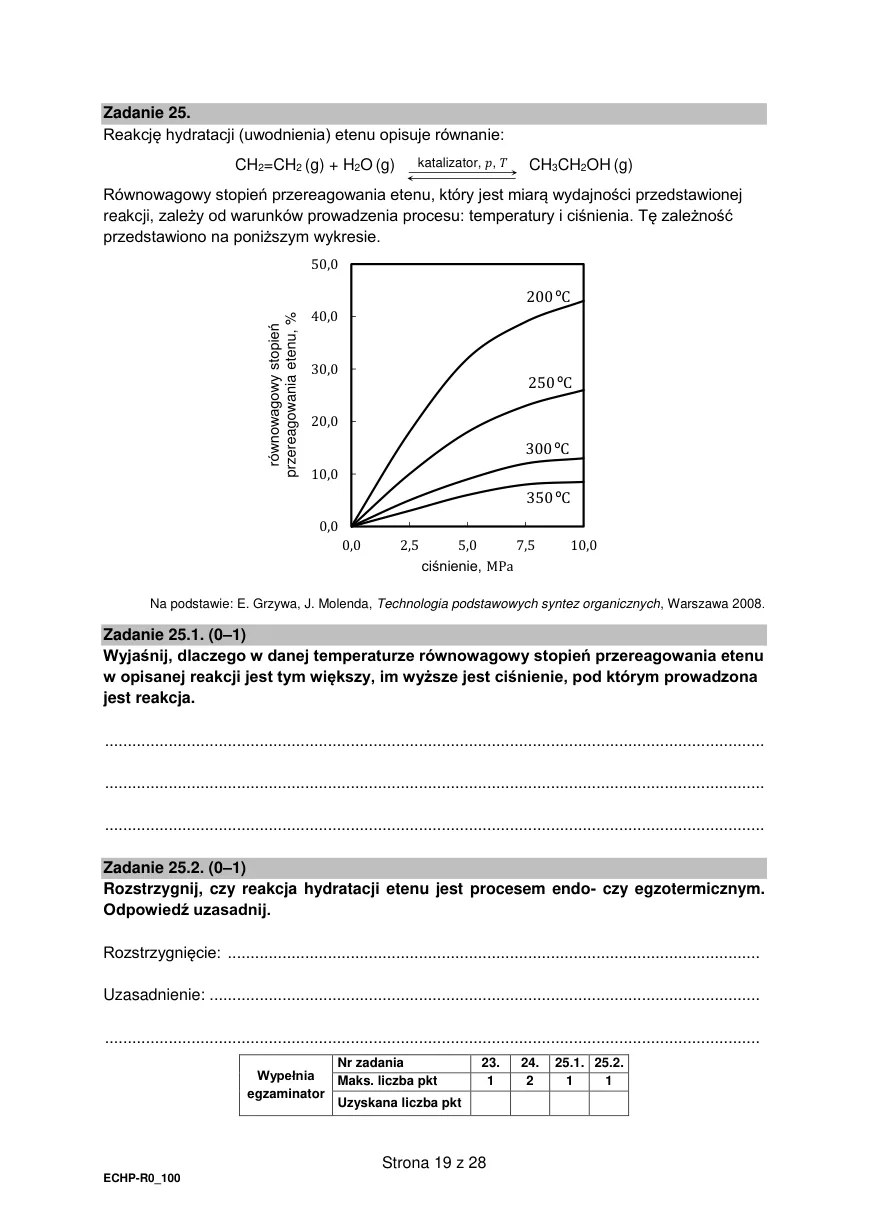 Zadanie 25.
Reakcję hydratacji (uwodnienia) etenu opisuje równanie:
CH2=CH2 (g) + H2O (g) katalizator, p, T CH3CH2OH (g)
Równowagowy stopień przereagowania etenu, który jest miarą wydajności przedstawionej
reakcji, zależy od warunków prowadzenia procesu: temperatury i ciśnienia. Tę zależność
przedstawiono na poniższym wykresie.
równowagowy stopień
przereagowania etenu, %
50,0
40,0
30,0
20,0
10,0
0,0
200 ºC
250 ºC
300 ºC
350 ºC
0,0 2,5 5,0 7,5 10,0
ciśnienie, MPa
Na podstawie: E. Grzywa, J. Molenda, Technologia podstawowych syntez organicznych, Warszawa 2008.
Zadanie 25.1. (0–1)
Wyjaśnij, dlaczego w danej temperaturze równowagowy stopień przereagowania etenu
w opisanej reakcji jest tym większy, im wyższe jest ciśnienie, pod którym prowadzona
jest reakcja.
Zadanie 25.2. (0–1)
Rozstrzygnij, czy reakcja hydratacji etenu jest procesem endo- czy egzotermicznym.
Odpowiedź uzasadnij.
Rozstrzygnięcie: ....................................................................................................................
Uzasadnienie: ........................................................................................................................
Wypełnia
egzaminator
Nr zadania 23. 24. 25.1. 25.2.
Maks. liczba pkt 1 2 1 1
Uzyskana liczba pkt
Strona 19 z 28
ECHP-R0_100